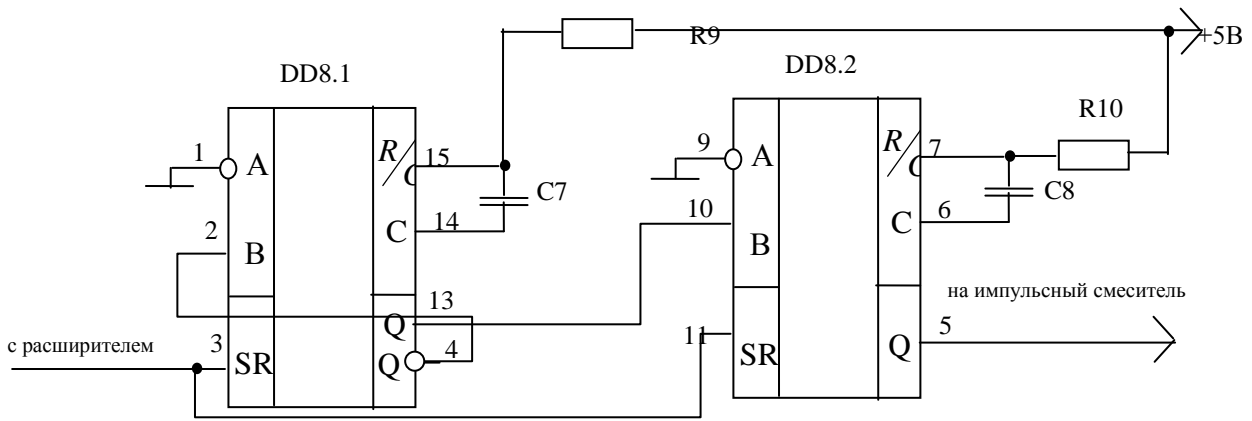 R9
+5В
DD8.1
DD8.2
R10
1
A
R/C
15
C7
9
A
R/C
7
C8
14
C
10
6
C
2
B
B
13
на импульсный смеситель
Q
5
с расширителем
3
SR
Q
4
11
SR
Q